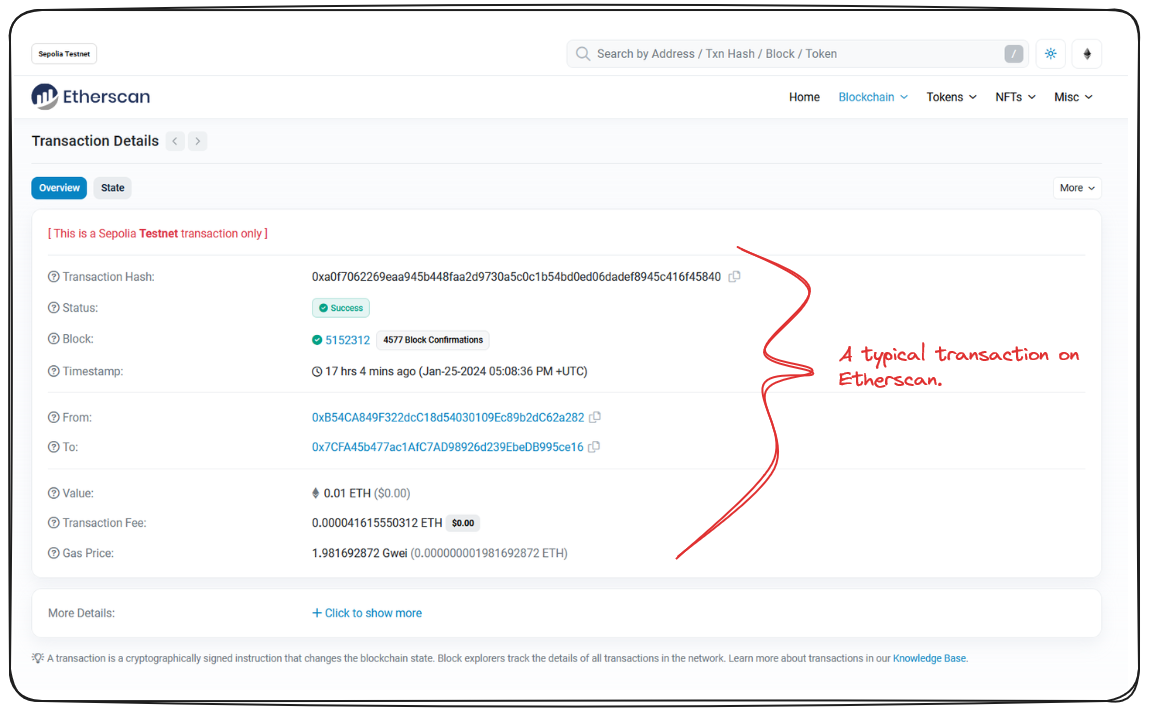 Sepolia Testnet
Search by Address / Txn Hash / Block / Token /
Etherscan
Home Blockchain Tokens NFTs Misc
Transaction Details
Overview State More
[ This is a Sepolia Testnet transaction only ]
Transaction Hash: 0xa0f7062269eaa945b448faa2d9730a5c0c1b54bd0ed06dadef8945c416f45840
Status: Success
Block: 5152312 4577 Block Confirmations
Timestamp: 17 hrs 4 mins ago (Jan-25-2024 05:08:36 PM +UTC)
A typical transaction on
Etherscan.
From: 0xB54CA849F322dcC18d54030109Ec89b2dC62a282
To: 0x7CFA45b477ac1AfC7AD98926d239EbeDB995ce16
Value: 0.01 ETH ($0.00)
Transaction Fee: 0.000041615550312 ETH $0.00
Gas Price: 1.981692872 Gwei (0.000000001981692872 ETH)
More Details: + Click to show more
A transaction is a cryptographically signed instruction that changes the blockchain state. Block explorers track the details of all transactions in the network. Learn more about transactions in our Knowledge Base.